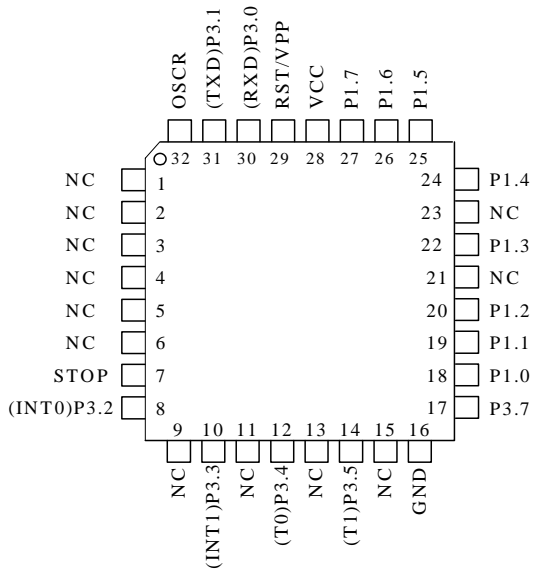 OSCR
(TXD)P3.1
(RXD)P3.0
RST/VPP
VCC
P1.7
P1.6
P1.5
32 31 30 29 28 27 26 25
NC 1 24 P1.4
NC 2 23 NC
NC 3 22 P1.3
NC 4 21 NC
NC 5 20 P1.2
NC 6 19 P1.1
STOP 7 18 P1.0
(INT0)P3.2 8 17 P3.7
9 10 11 12 13 14 15 16
NC
(INT1)P3.3
NC
(T0)P3.4
NC
(T1)P3.5
NC
GND